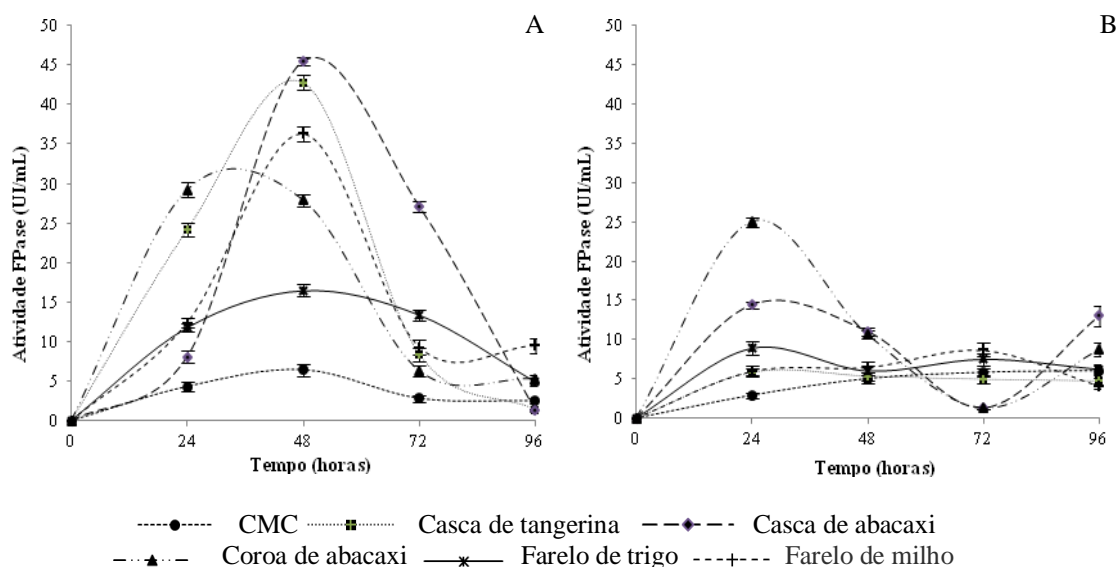 A
50
45
40
35
30
25
20
15
10
5
0
Atividade FPase (UI/mL)
0 24 48 72 96
Tempo (horas)
B
50
45
40
35
30
25
20
15
10
5
0
Atividade FPase (UI/mL)
0 24 48 72 96
Tempo (horas)
CMC Casca de tangerina Casca de abacaxi
Coroa de abacaxi Farelo de trigo Farelo de milho